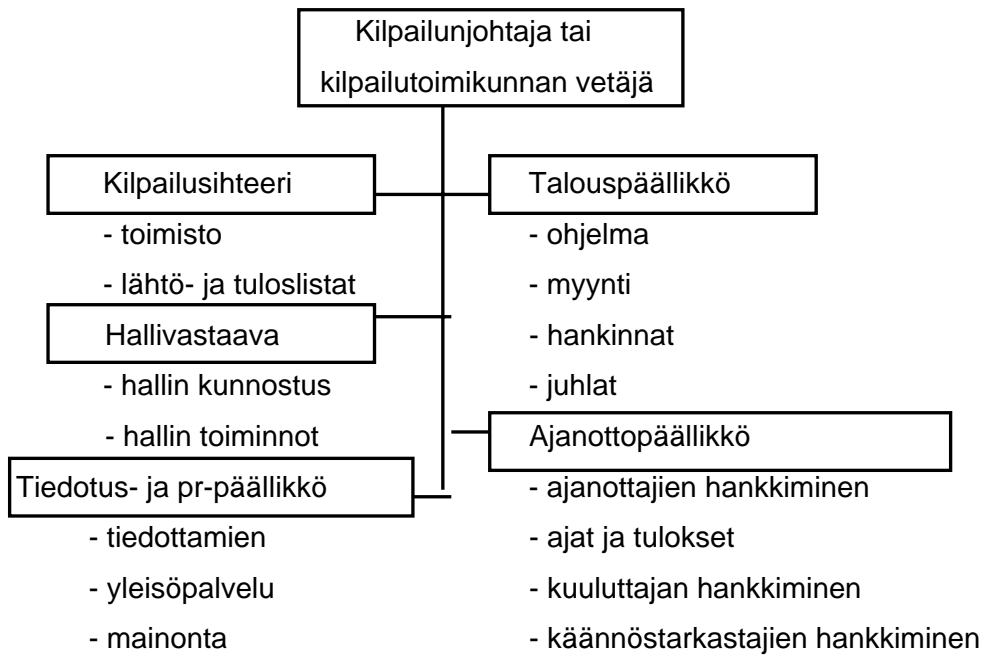 Kilpailunjohtaja tai
kilpailutoimikunnan vetäjä
Kilpailusihteeri
- toimisto
- lähtö- ja tuloslistat
Hallivastaava
- hallin kunnostus
- hallin toiminnot
Tiedotus- ja pr-päällikkö
- tiedottamien
- yleisöpalvelu
- mainonta
Talouspäällikkö
- ohjelma
- myynti
- hankinnat
- juhlat
Ajanottopäällikkö
- ajanottajien hankkiminen
- ajat ja tulokset
- kuuluttajan hankkiminen
- käännöstarkastajien hankkiminen